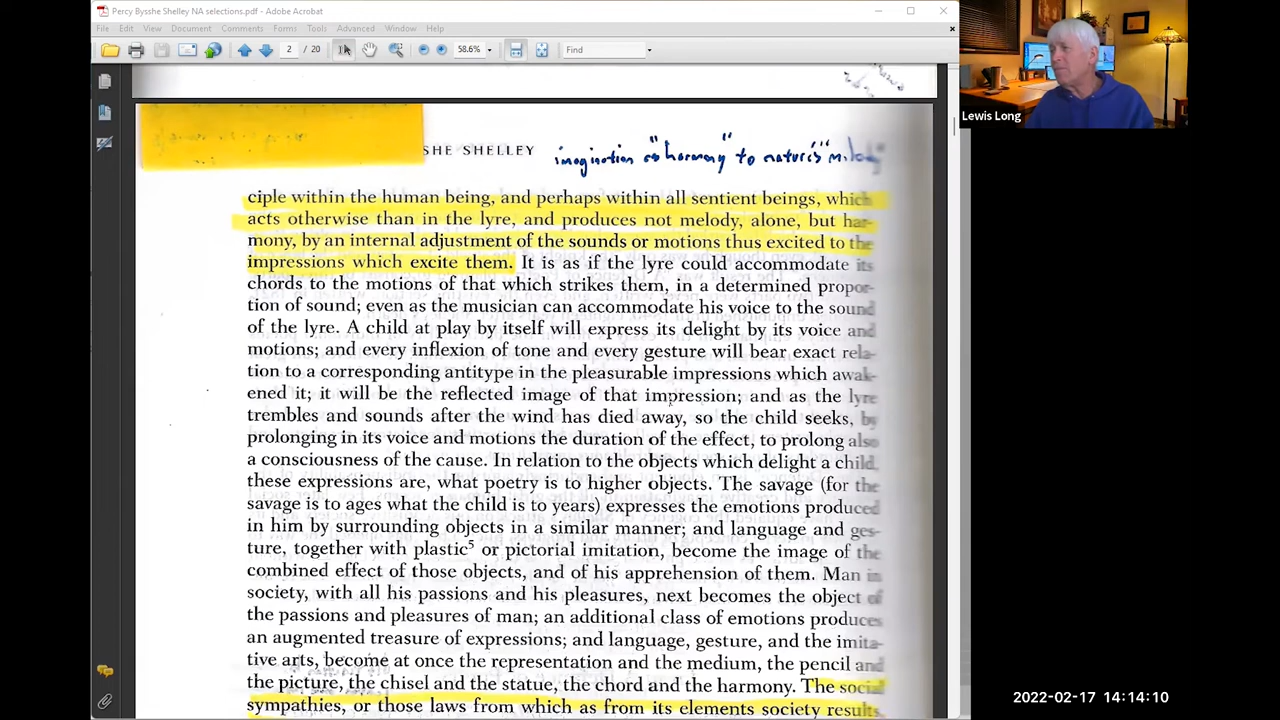 Percy Bysshe Shelley NA selections.pdf - Adobe Acrobat
File Edit View Document Comments Forms Tools Advanced Window Help
2 / 20 58.6% Find
Lewis Long
SHE SHELLEY imagination as "harmony" to nature's "melody"
ciple within the human being, and perhaps within all sentient beings, which
acts otherwise than in the lyre, and produces not melody, alone, but har-
mony, by an internal adjustment of the sounds or motions thus excited to the
impressions which excite them. It is as if the lyre could accommodate its
chords to the motions of that which strikes them, in a determined propor-
tion of sound; even as the musician can accommodate his voice to the sound
of the lyre. A child at play by itself will express its delight by its voice and
motions; and every inflexion of tone and every gesture will bear exact rela-
tion to a corresponding antitype in the pleasurable impressions which awak-
ened it; it will be the reflected image of that impression; and as the lyre
trembles and sounds after the wind has died away, so the child seeks, by
prolonging in its voice and motions the duration of the effect, to prolong also
a consciousness of the cause. In relation to the objects which delight a child,
these expressions are, what poetry is to higher objects. The savage (for the
savage is to ages what the child is to years) expresses the emotions produced
in him by surrounding objects in a similar manner; and language and ges-
ture, together with plastic5 or pictorial imitation, become the image of the
combined effect of those objects, and of his apprehension of them. Man in
society, with all his passions and his pleasures, next becomes the object of
the passions and pleasures of man; an additional class of emotions produces
an augmented treasure of expressions; and language, gesture, and the imita-
tive arts, become at once the representation and the medium, the pencil and
the picture, the chisel and the statue, the chord and the harmony. The social
sympathies, or those laws from which as from its elements society results,
2022-02-17 14:14:10